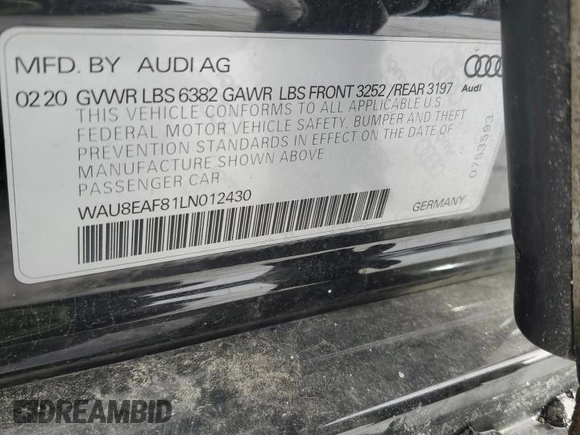 MFD. BY AUDI AG
02 20 GVWR LBS 6382 GAWR LBS FRONT 3252 /REAR 3197
THIS VEHICLE CONFORMS TO ALL APPLICABLE U.S.
FEDERAL MOTOR VEHICLE SAFETY, BUMPER AND THEFT
PREVENTION STANDARDS IN EFFECT ON THE DATE OF
MANUFACTURE SHOWN ABOVE
PASSENGER CAR
WAU8EAF81LN012430
GERMANY
Audi
0753593
DREAMBID